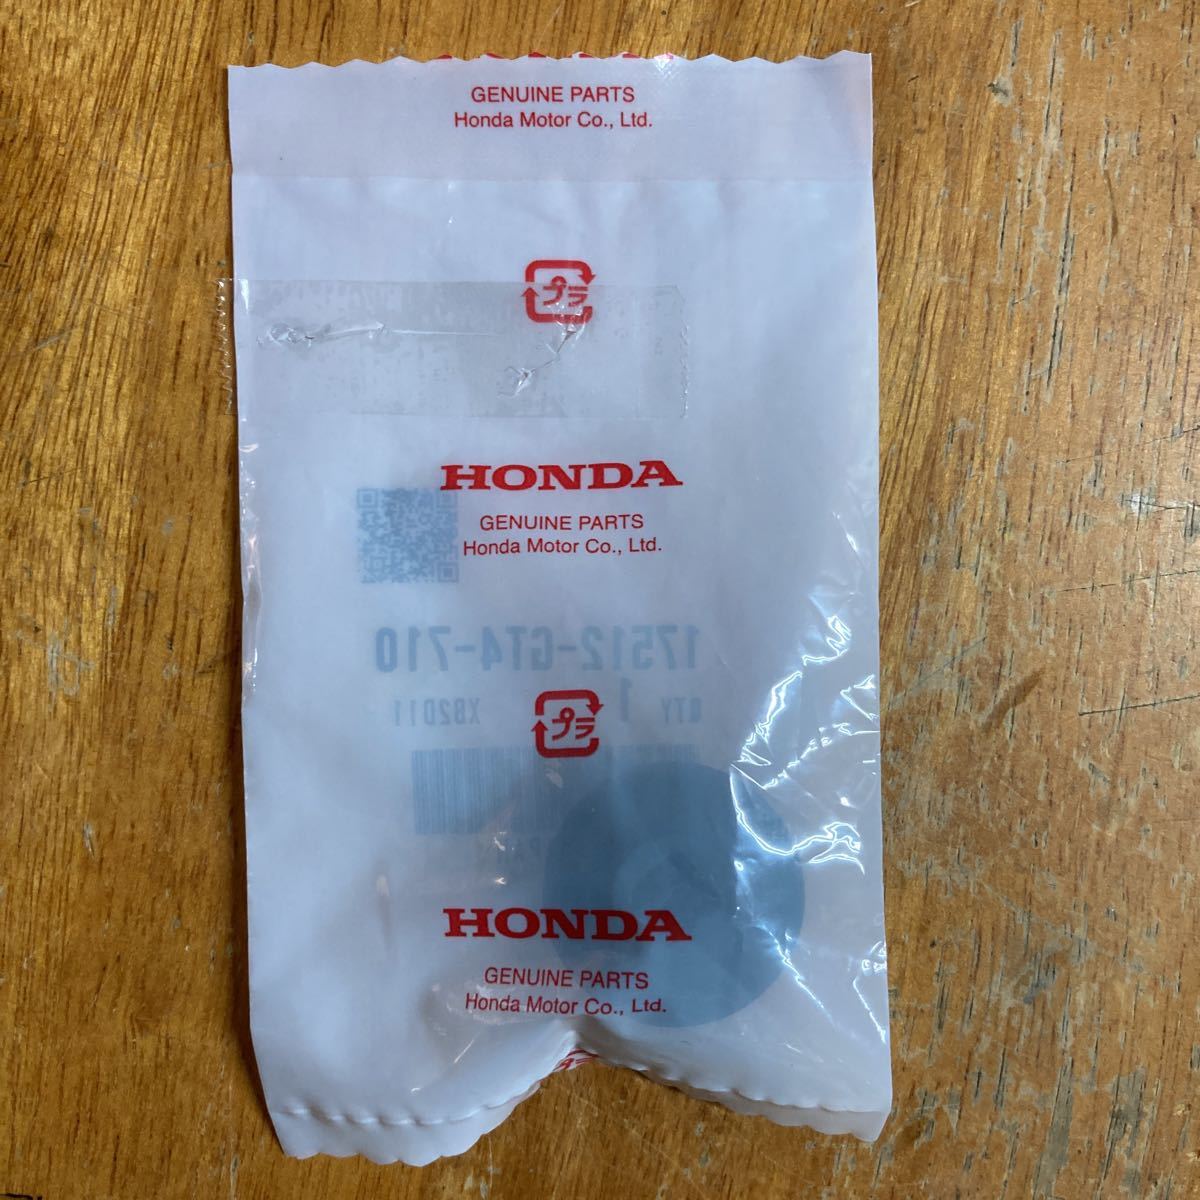 GENUINE PARTS
Honda Motor Co., Ltd.
プラ
HONDA
GENUINE PARTS
Honda Motor Co., Ltd.
17512-GT4-710
QTY 1 XB2D11
プラ
HONDA
GENUINE PARTS
Honda Motor Co., Ltd.